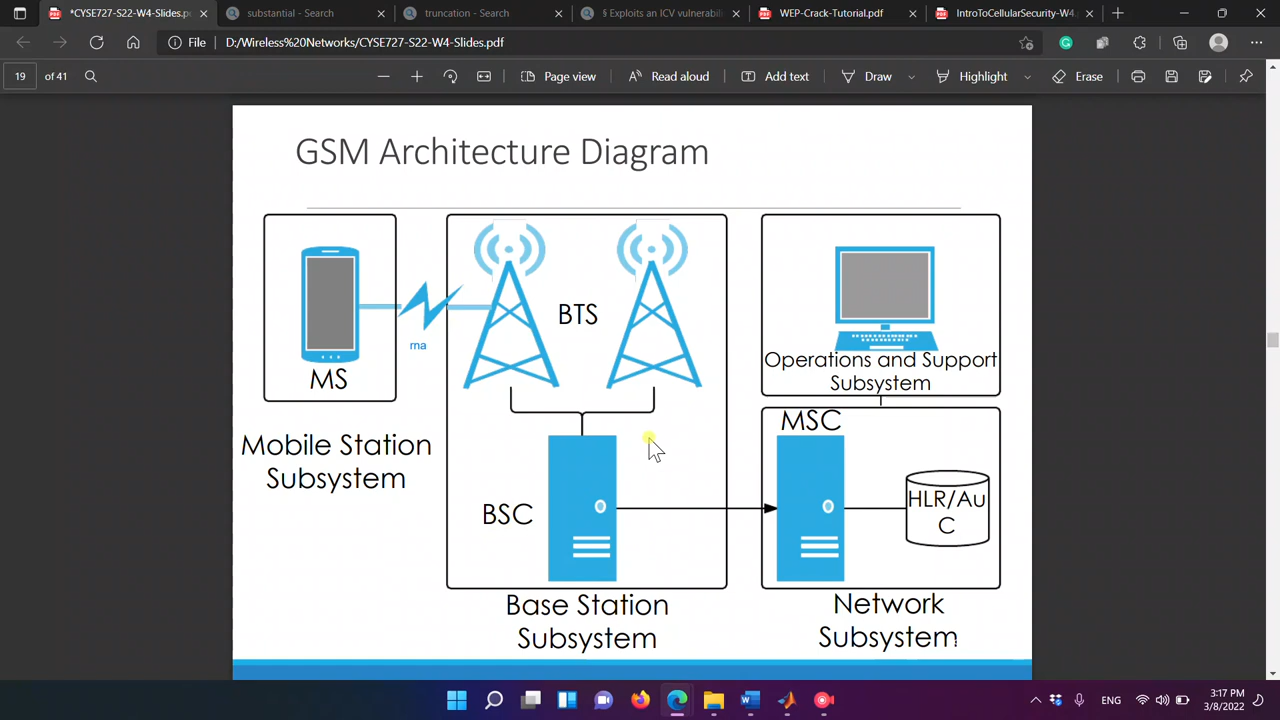 *CYSE727-S22-W4-Slides.pdf
substantial - Search
truncation - Search
§ Exploits an ICV vulnerabili
WEP-Crack-Tutorial.pdf
IntroToCellularSecurity-W4.
File
D:/Wireless%20Networks/CYSE727-S22-W4-Slides.pdf
19
of 41
Page view
Read aloud
Add text
Draw
Highlight
Erase
GSM Architecture Diagram
BTS
ma
MS
Operations and Support
Subsystem
MSC
Mobile Station
Subsystem
BSC
HLR/Au
C
Base Station
Subsystem
Network
Subsystem
ENG
3:17 PM
3/8/2022